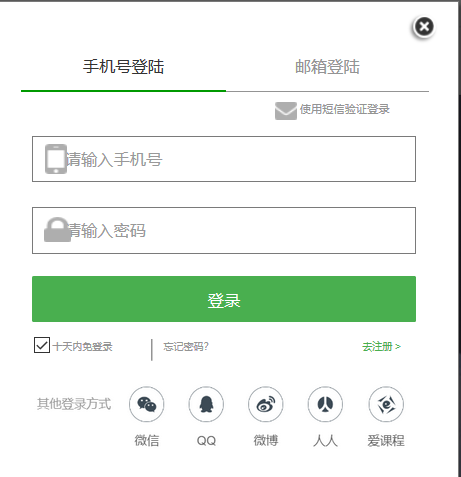 手机号登陆 邮箱登陆
使用短信验证登录
请输入手机号
请输入密码
登录
十天内免登录 忘记密码? 去注册 >
其他登录方式
微信 QQ 微博 人人 爱课程